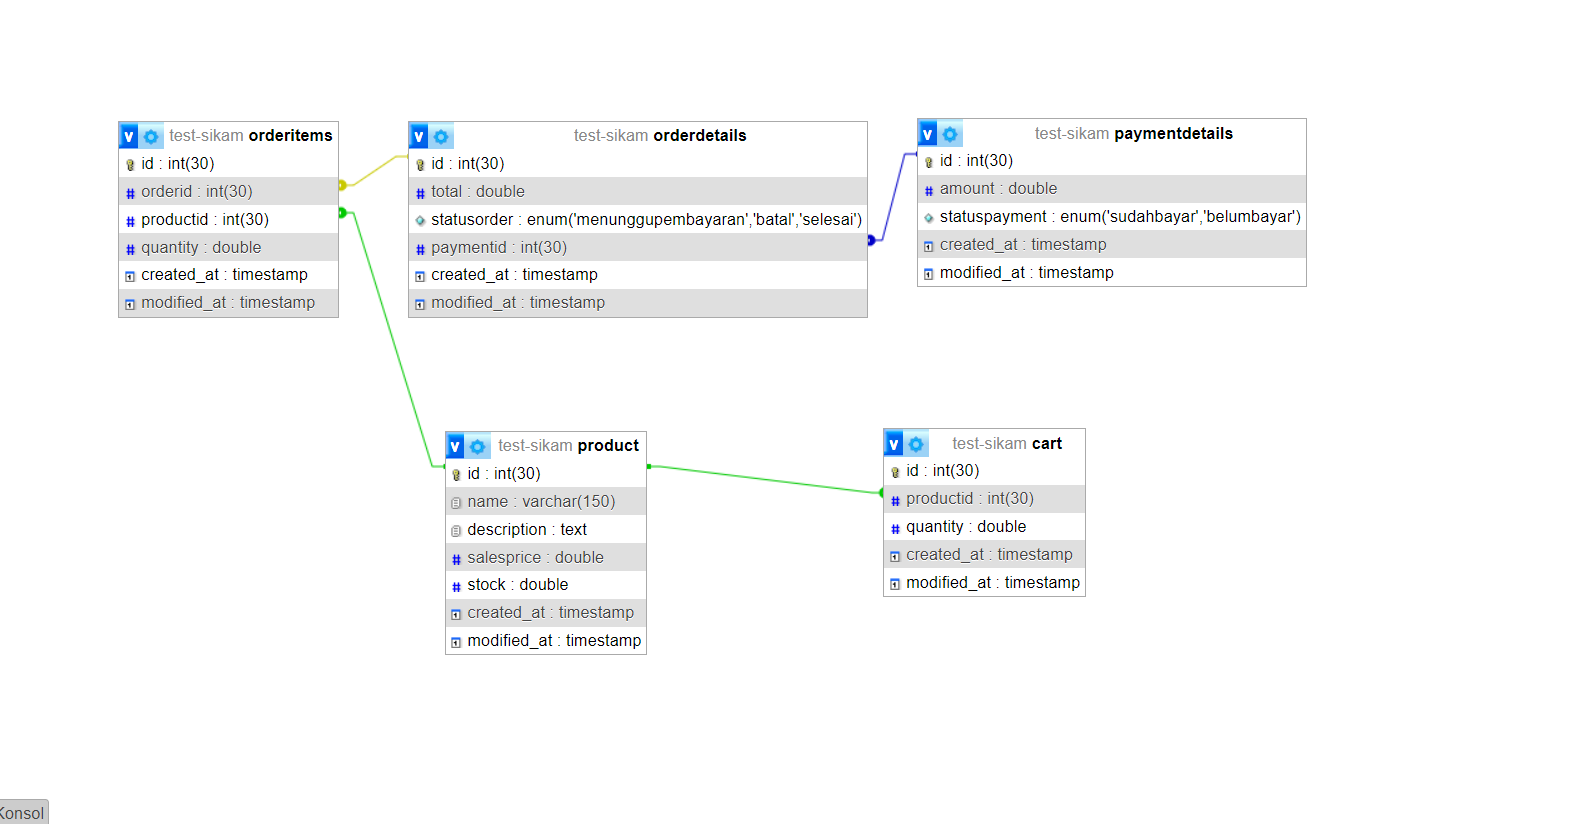 v test-sikam orderitems
id : int(30)
orderid : int(30)
productid : int(30)
quantity : double
created_at : timestamp
modified_at : timestamp
v test-sikam orderdetails
id : int(30)
total : double
statusorder : enum('menunggupembayaran','batal','selesai')
paymentid : int(30)
created_at : timestamp
modified_at : timestamp
v test-sikam paymentdetails
id : int(30)
amount : double
statuspayment : enum('sudahbayar','belumbayar')
created_at : timestamp
modified_at : timestamp
v test-sikam product
id : int(30)
name : varchar(150)
description : text
salesprice : double
stock : double
created_at : timestamp
modified_at : timestamp
v test-sikam cart
id : int(30)
productid : int(30)
quantity : double
created_at : timestamp
modified_at : timestamp
Konsol